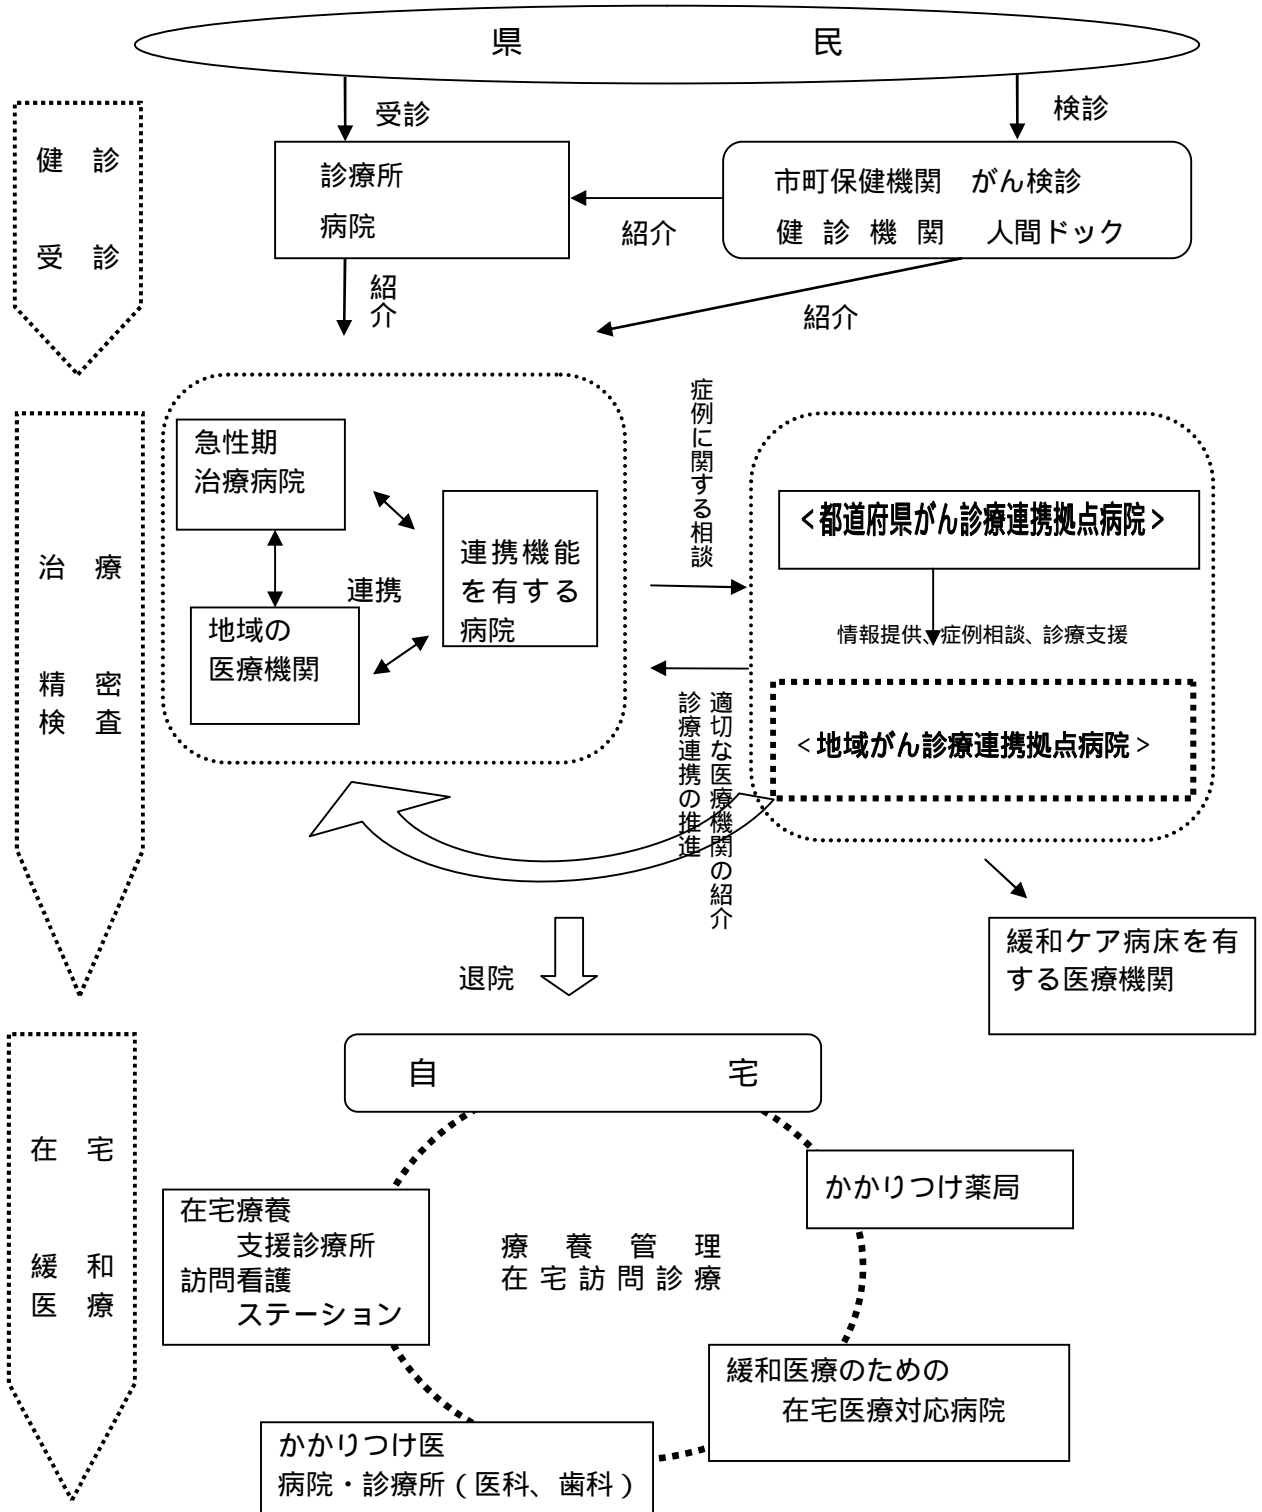 県　民
受診
検診
健　診
受　診
診療所
病院
市町保健機関　がん検診
健診機関　人間ドック
紹介
紹介
紹介
治　療
精　密
検　査
急性期
治療病院
地域の
医療機関
連携
連携機能
を有する
病院
症例に関する相談
＜都道府県がん診療連携拠点病院＞
情報提供、症例相談、診療支援
＜地域がん診療連携拠点病院＞
適切な医療機関の紹介
診療連携の推進
緩和ケア病床を有
する医療機関
退院
自　宅
在　宅
緩　和
医　療
在宅療養
支援診療所
訪問看護
ステーション
療養管理
在宅訪問診療
かかりつけ薬局
緩和医療のための
在宅医療対応病院
かかりつけ医
病院・診療所（医科、歯科）